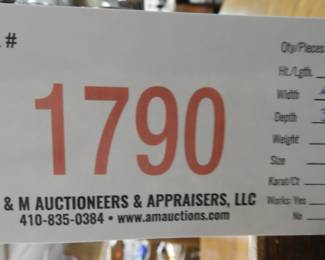 #
Qty/Pieces
Ht./Lgth.
Width
Depth
Weight
Size
Karat/Ct
Works: Yes
No
1790
& M AUCTIONEERS & APPRAISERS, LLC
410-835-0384 • www.amauctions.com